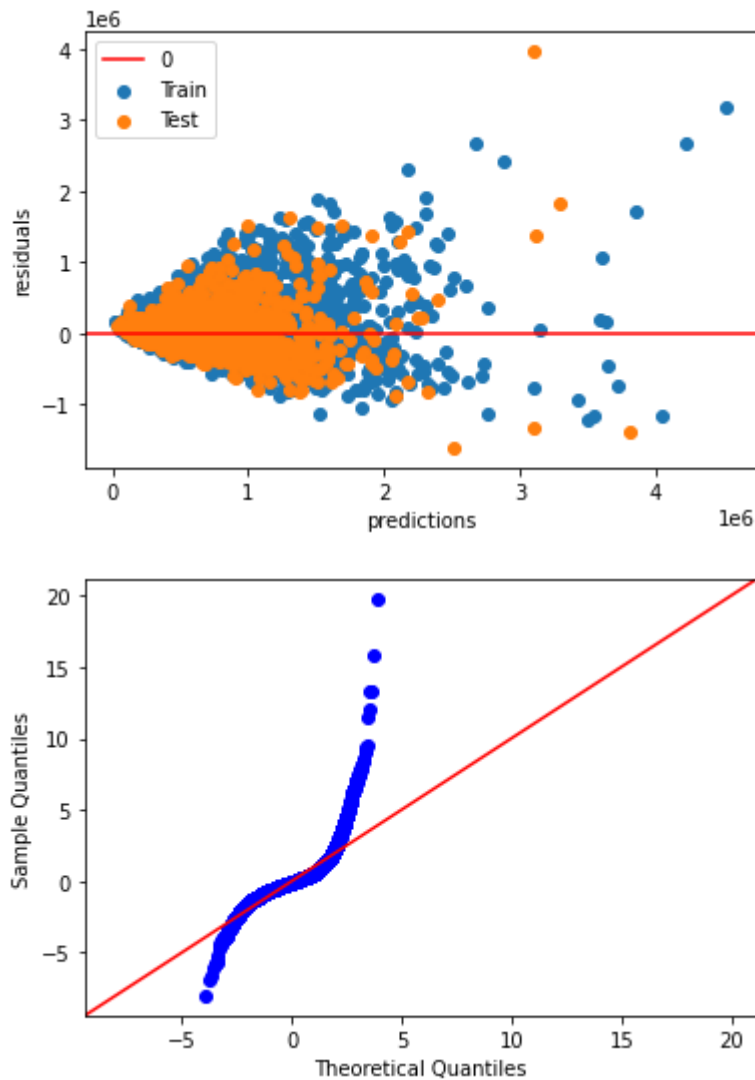 1e6
4
3
2
1
0
−1
residuals
0
Train
Test
0 1 2 3 4
1e6
predictions
20
15
10
5
0
−5
Sample Quantiles
−5 0 5 10 15 20
Theoretical Quantiles